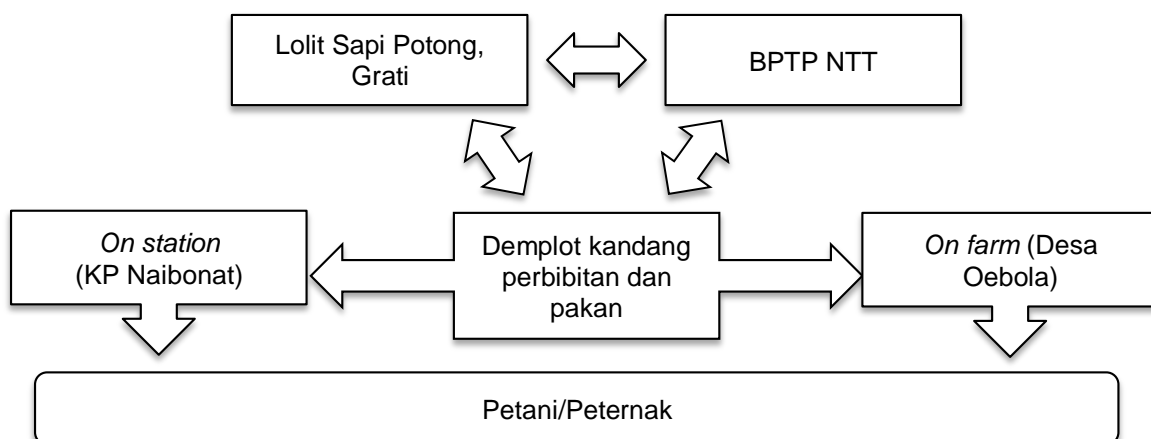 Lolit Sapi Potong,
Grati
BPTP NTT
On station
(KP Naibonat)
Demplot kandang
perbibitan dan
pakan
On farm (Desa
Oebola)
Petani/Peternak